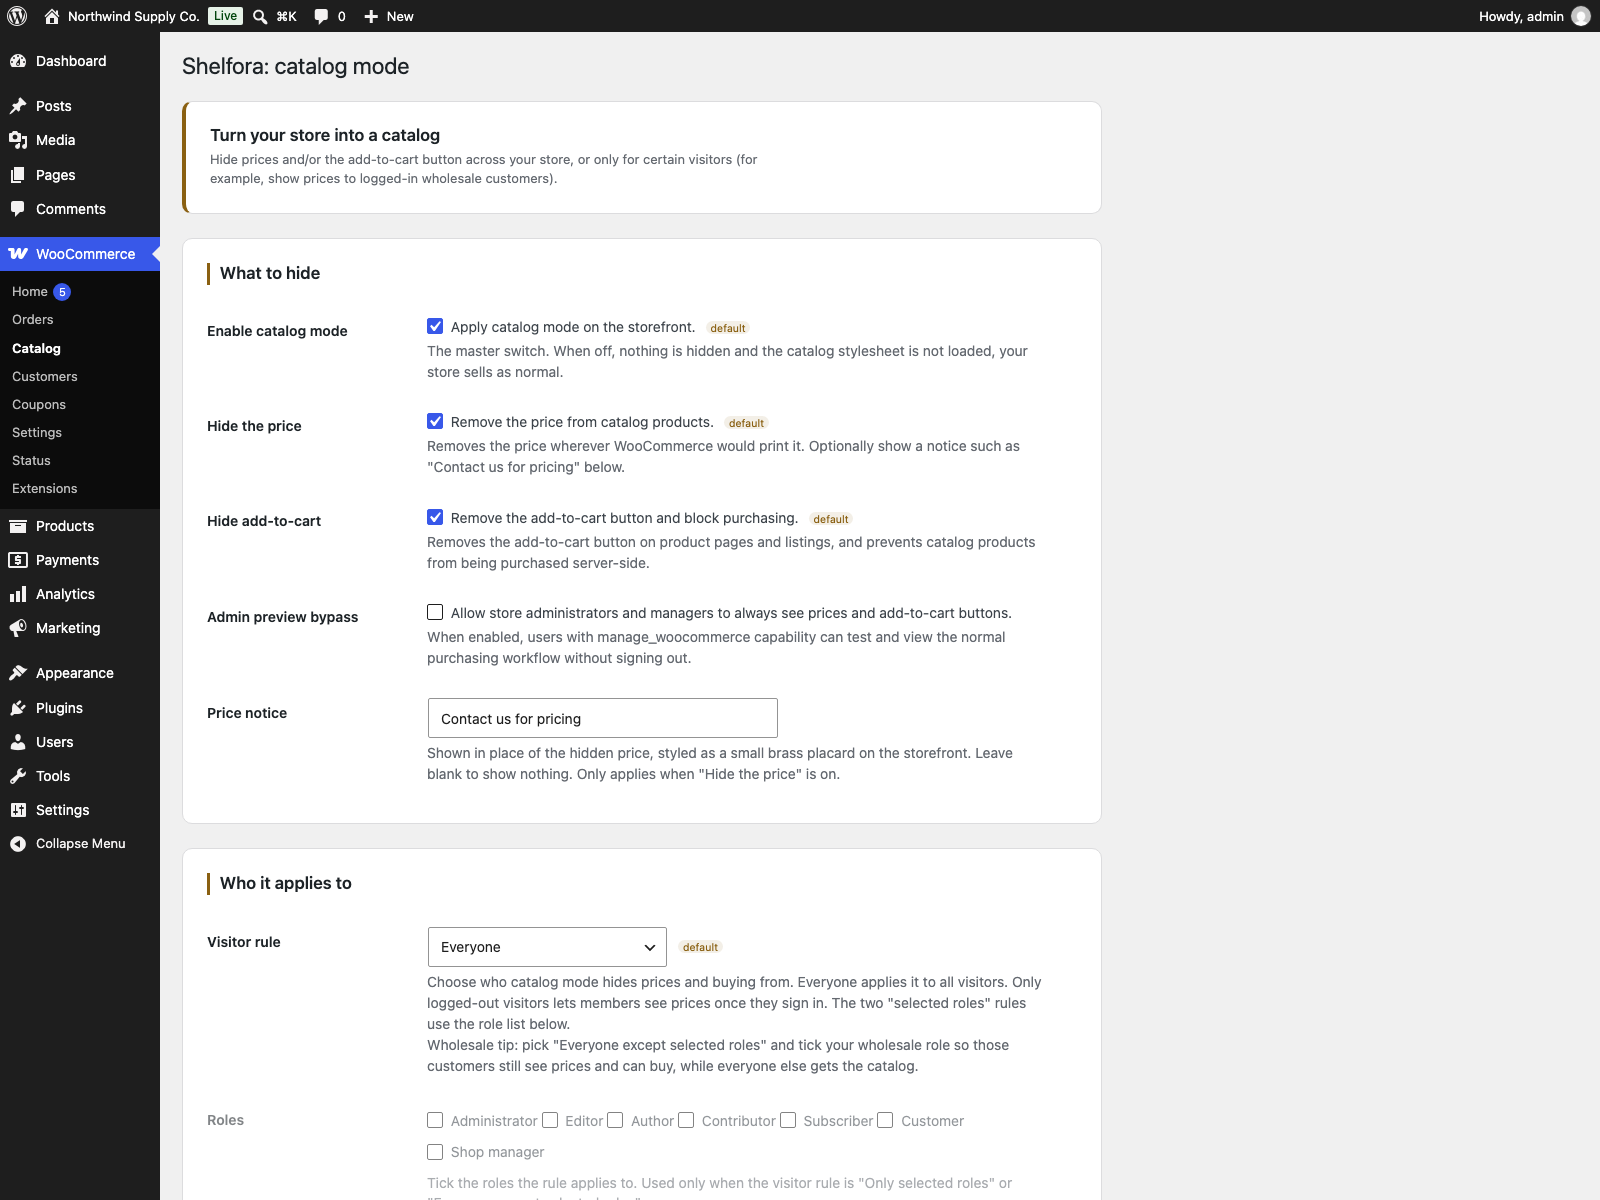 Northwind Supply Co. Live ⌘K 0 New Howdy, admin
Dashboard
Posts
Media
Pages
Comments
WooCommerce
Home 5
Orders
Catalog
Customers
Coupons
Settings
Status
Extensions
Products
Payments
Analytics
Marketing
Appearance
Plugins
Users
Tools
Settings
Collapse Menu
Shelfora: catalog mode
Turn your store into a catalog
Hide prices and/or the add-to-cart button across your store, or only for certain visitors (for
example, show prices to logged-in wholesale customers).
What to hide
Enable catalog mode
Apply catalog mode on the storefront. default
The master switch. When off, nothing is hidden and the catalog stylesheet is not loaded, your
store sells as normal.
Hide the price
Remove the price from catalog products. default
Removes the price wherever WooCommerce would print it. Optionally show a notice such as
"Contact us for pricing" below.
Hide add-to-cart
Remove the add-to-cart button and block purchasing. default
Removes the add-to-cart button on product pages and listings, and prevents catalog products
from being purchased server-side.
Admin preview bypass
Allow store administrators and managers to always see prices and add-to-cart buttons.
When enabled, users with manage_woocommerce capability can test and view the normal
purchasing workflow without signing out.
Price notice
Contact us for pricing
Shown in place of the hidden price, styled as a small brass placard on the storefront. Leave
blank to show nothing. Only applies when "Hide the price" is on.
Who it applies to
Visitor rule
Everyone default
Choose who catalog mode hides prices and buying from. Everyone applies it to all visitors. Only
logged-out visitors lets members see prices once they sign in. The two "selected roles" rules
use the role list below.
Wholesale tip: pick "Everyone except selected roles" and tick your wholesale role so those
customers still see prices and can buy, while everyone else gets the catalog.
Roles
Administrator Editor Author Contributor Subscriber Customer
Shop manager
Tick the roles the rule applies to. Used only when the visitor rule is "Only selected roles" or